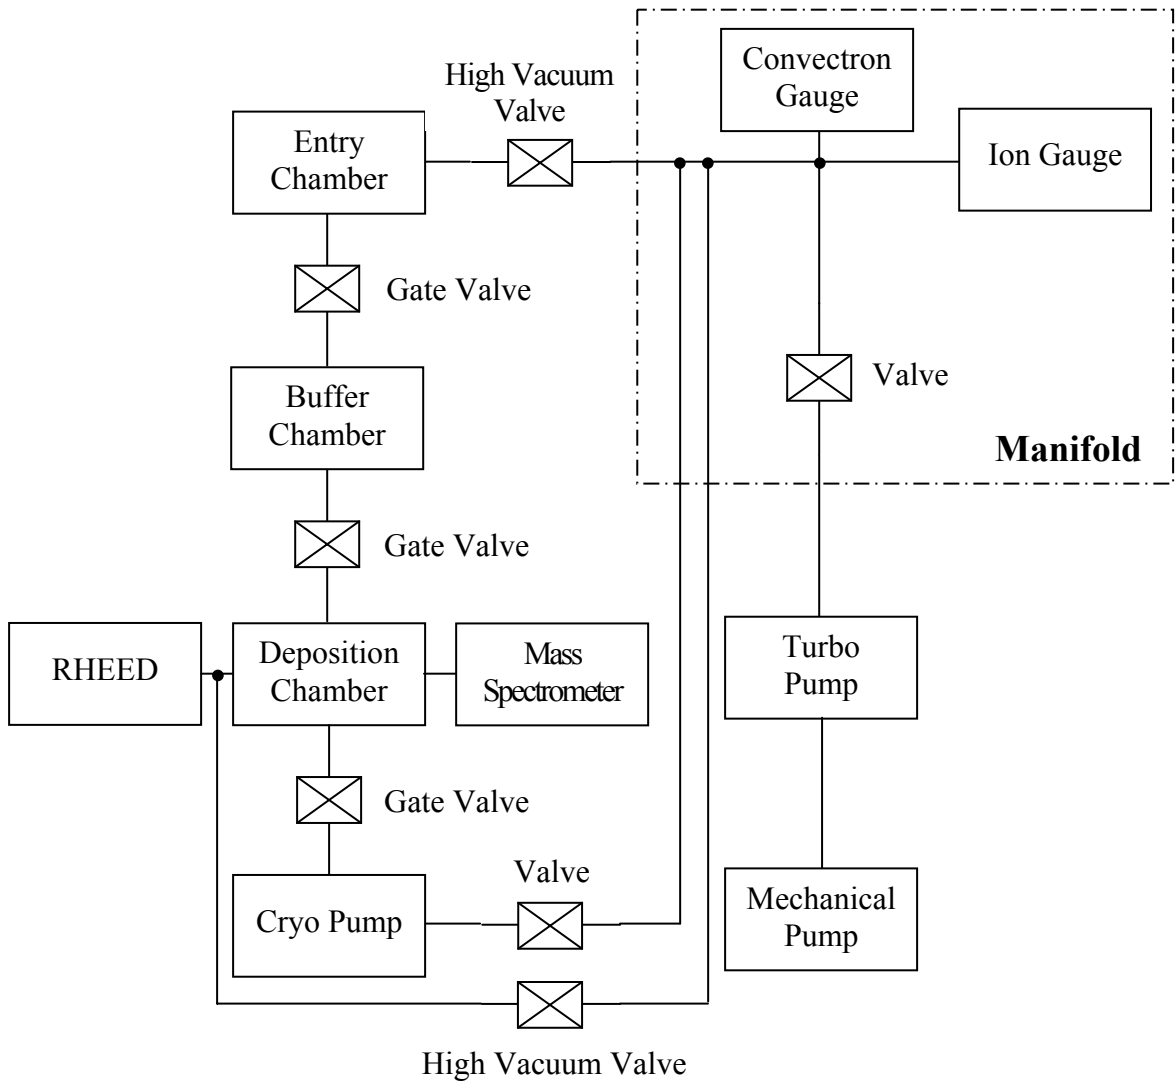 Convectron
Gauge
High Vacuum
Valve
Entry
Chamber
Ion Gauge
Gate Valve
Valve
Buffer
Chamber
Manifold
Gate Valve
RHEED
Deposition
Chamber
Mass
Spectrometer
Turbo
Pump
Gate Valve
Valve
Cryo Pump
Mechanical
Pump
High Vacuum Valve